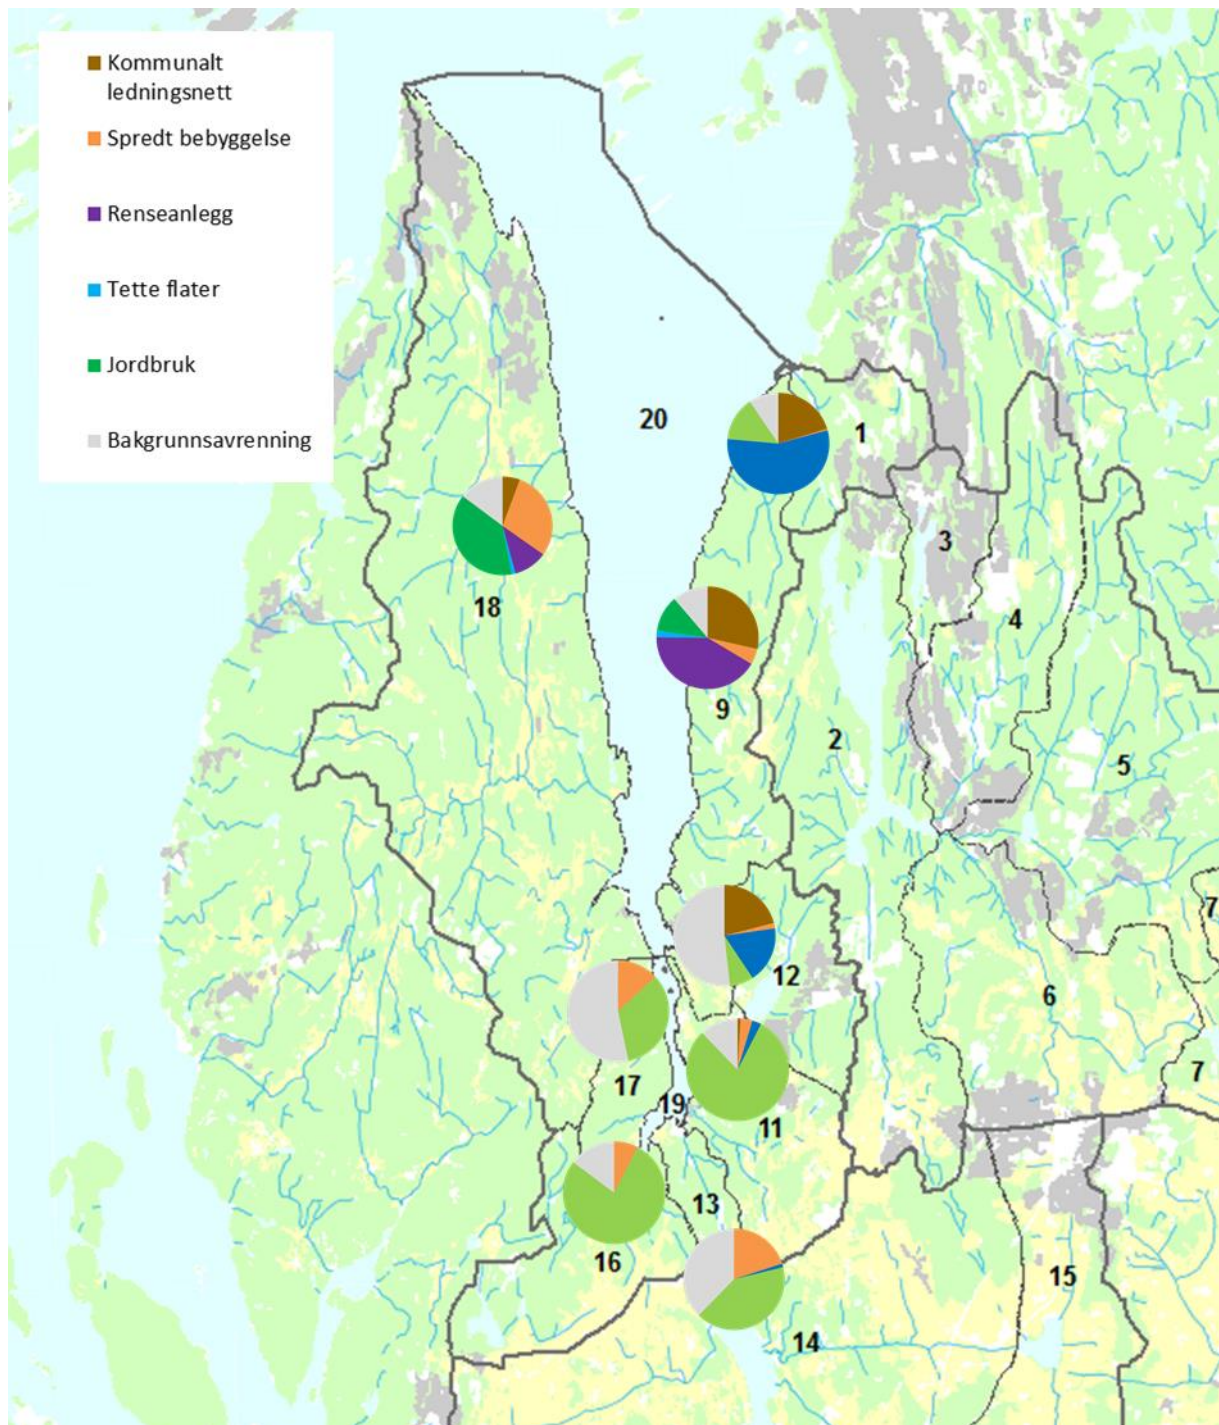 Kommunalt
ledningsnett
Spredt bebyggelse
Renseanlegg
Tette flater
Jordbruk
Bakgrunnsavrenning
20
1
3
18
4
9
2
5
7
12
6
17
7
19
11
13
16
15
14